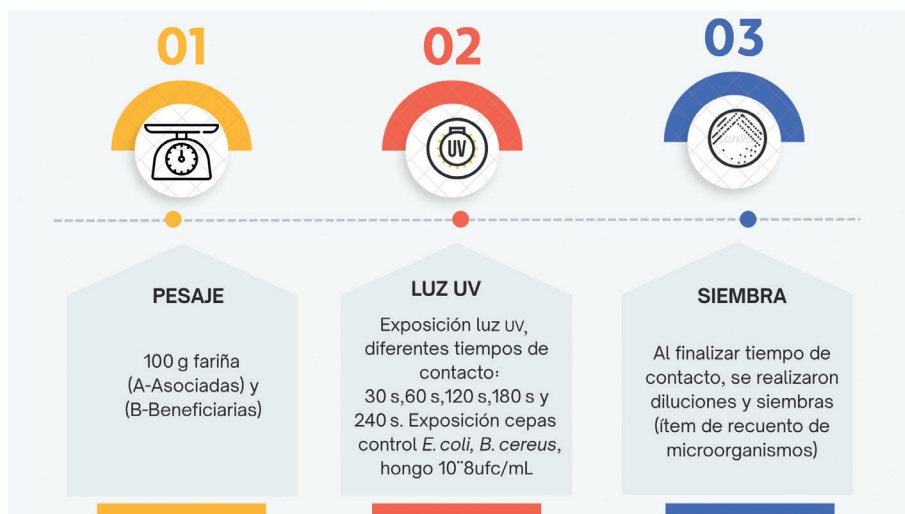 01
02
03
UV
PESAJE
100 g fariña
(A-Asociadas) y
(B-Beneficiarias)
LUZ UV
Exposición luz UV,
diferentes tiempos de
contacto:
30 s,60 s,120 s,180 s y
240 s. Exposición cepas
control E. coli, B. cereus,
hongo 10¨8ufc/mL
SIEMBRA
Al finalizar tiempo de
contacto, se realizaron
diluciones y siembras
(ítem de recuento de
microorganismos)